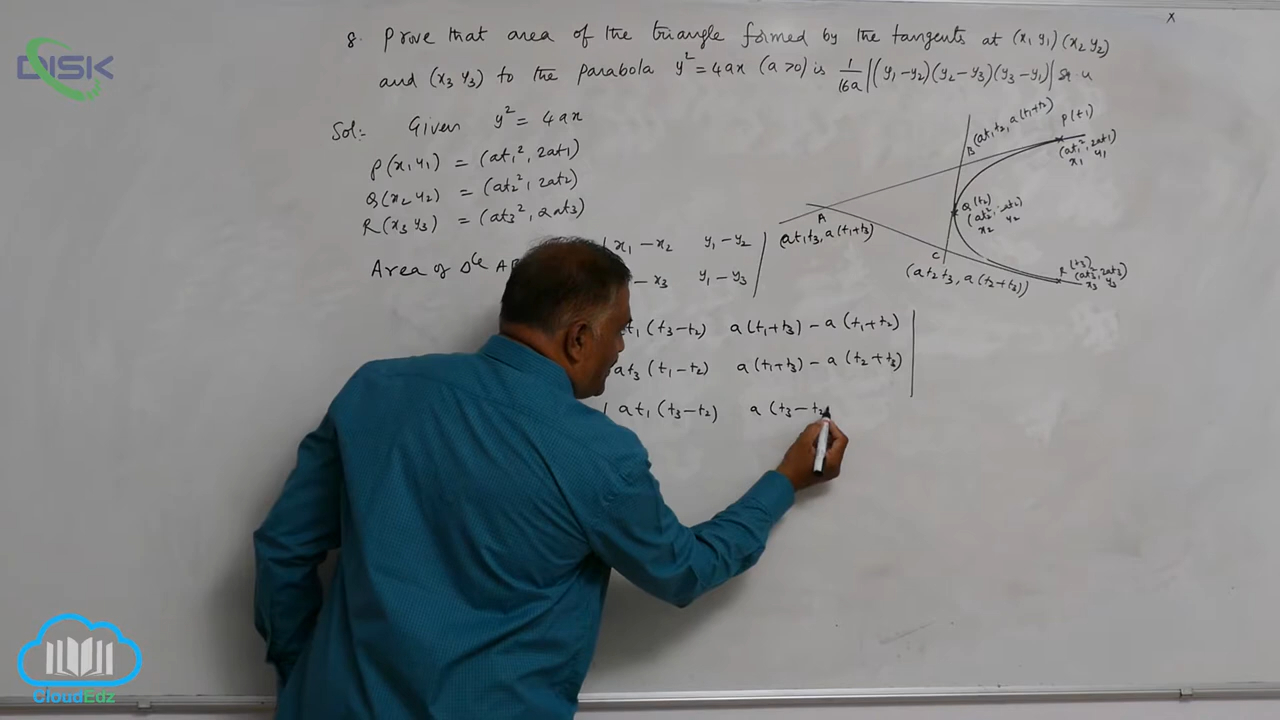 DISK
x
8. Prove that area of the triangle formed by the tangents at (x1 y1) (x2 y2)
and (x3 y3) to the parabola y² = 4ax (a>0) is 1/16a |(y1-y2)(y2-y3)(y3-y1)| sq. u
Sol:- Given y² = 4ax
P(x1 y1) = (at1², 2at1)
Q(x2 y2) = (at2², 2at2)
R(x3 y3) = (at3², 2at3)
Area of Δle
| x1 - x2 y1 - y2 |
- x3 y1 - y3
t1 (t3-t2) a(t1+t3) - a(t1+t2) |
at3 (t1-t2) a(t1+t3) - a(t2+t3)
| at1 (t3-t2) a(t3-t2
B (at1t2, a(t1+t2)
P(t1)
(at1², 2at1)
x1 y1
Q(t2)
y2
x2
A
(at1t3, a(t1+t3)
C
(at2t3, a(t2+t3))
R (t3)
(at3², 2at3)
x3 y3
CloudEdz